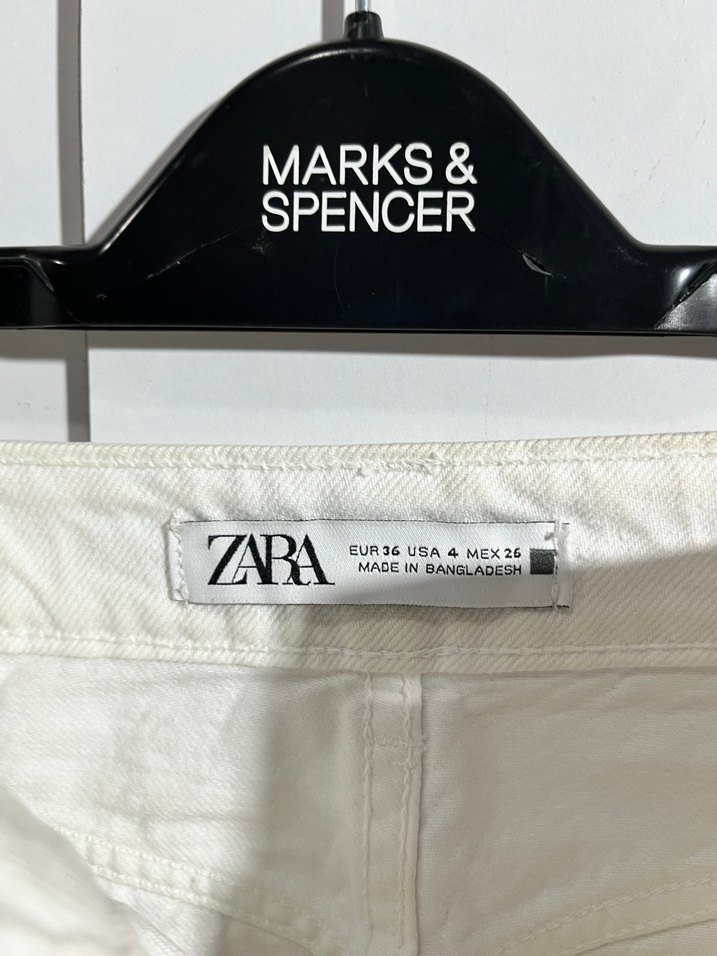 MARKS &
SPENCER
ZARA
EUR 36 USA 4 MEX 26
MADE IN BANGLADESH